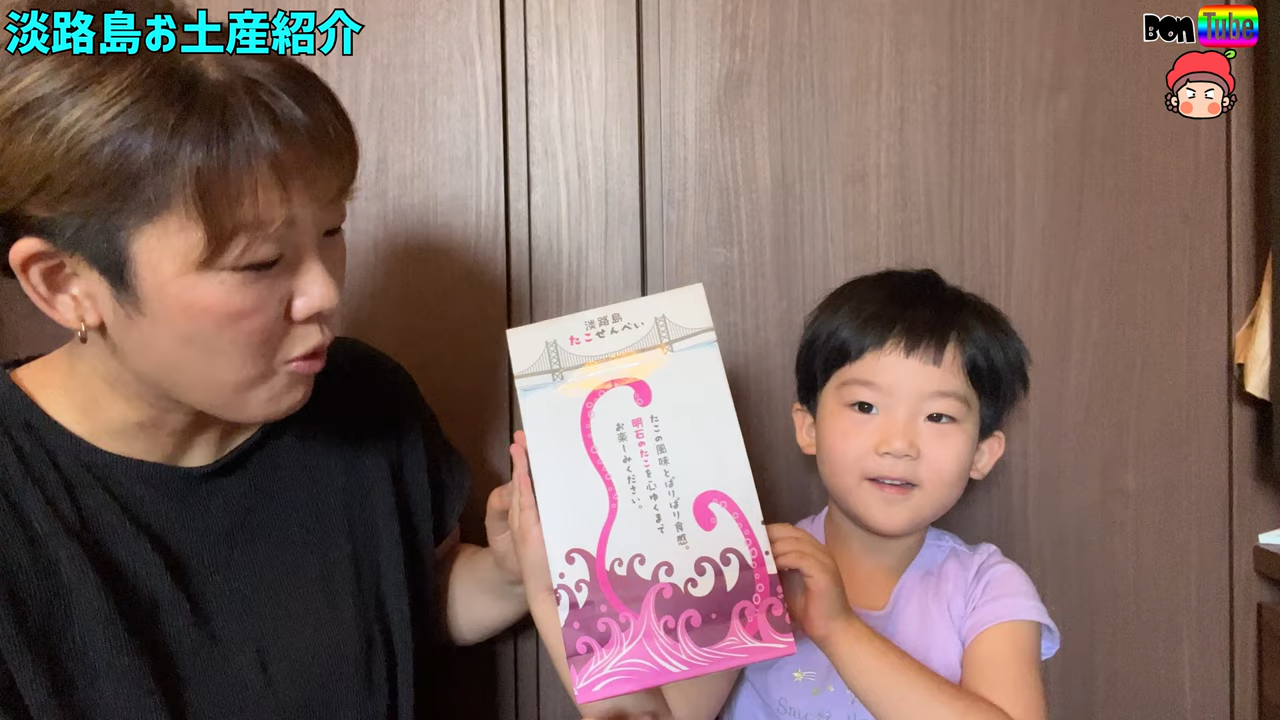 淡路島お土産紹介
Bon Tube
淡路島
たこせんべい
たこの風味とぱりぱり食感。
明石のたこを心ゆくまで
お楽しみください。